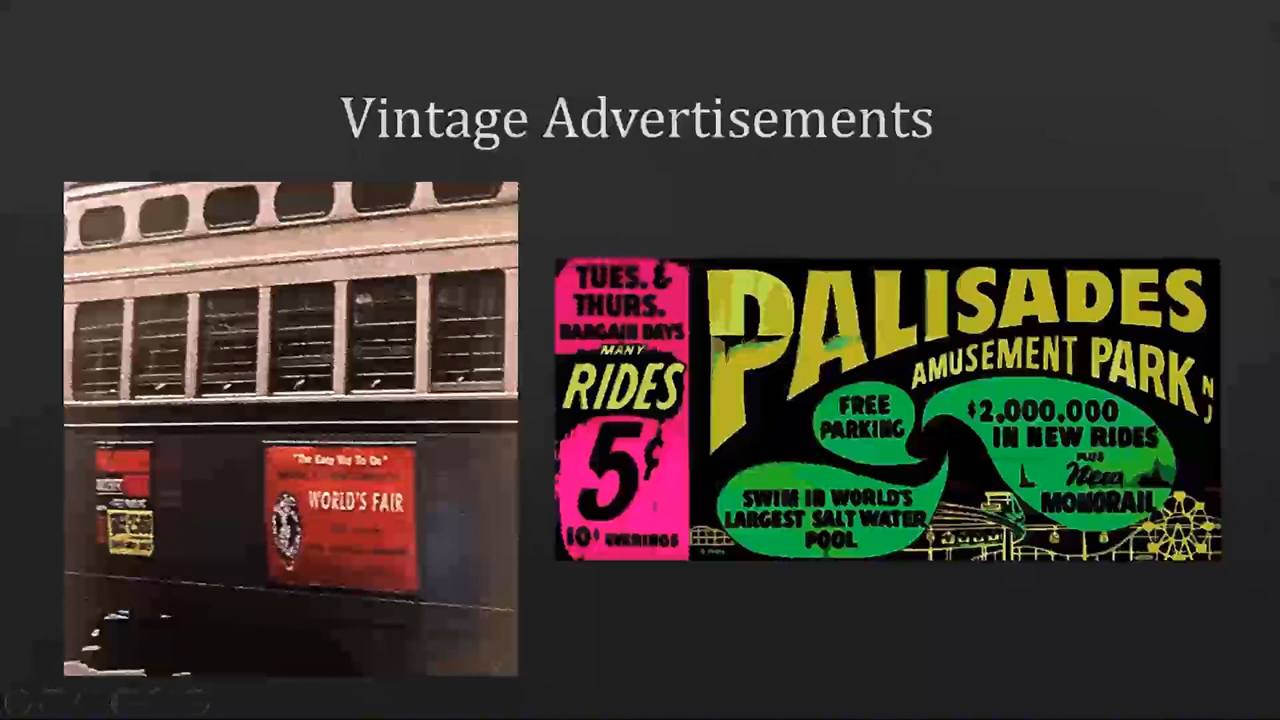 Vintage Advertisements
"The Easy Way To Go"
WORLD'S FAIR
TUES. &
THURS.
BARGAIN DAYS
MANY
RIDES
5¢
10¢ EVENINGS
PALISADES
AMUSEMENT PARK
N
J
FREE
PARKING
$2,000,000
IN NEW RIDES
PLUS
New
MONORAIL
SWIM IN WORLD'S
LARGEST SALT WATER
POOL